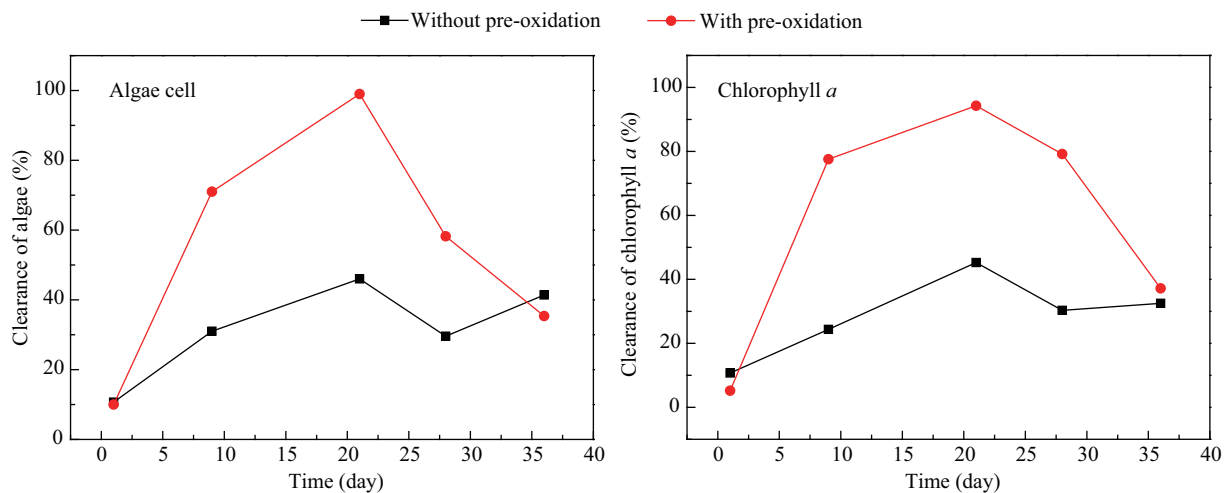 Without pre-oxidation With pre-oxidation
Algae cell
Clearance of algae (%)
100
80
60
40
20
0
0 5 10 15 20 25 30 35 40
Time (day)
Chlorophyll a
Clearance of chlorophyll a (%)
100
80
60
40
20
0
0 5 10 15 20 25 30 35 40
Time (day)